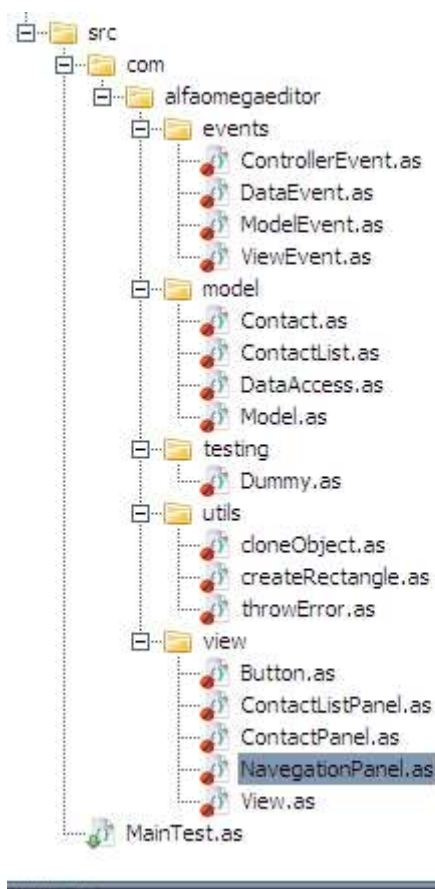 src
com
alfaomegaeditor
events
ControllerEvent.as
DataEvent.as
ModelEvent.as
ViewEvent.as
model
Contact.as
ContactList.as
DataAccess.as
Model.as
testing
Dummy.as
utils
cloneObject.as
createRectangle.as
throwError.as
view
Button.as
ContactListPanel.as
ContactPanel.as
NavegationPanel.as
View.as
MainTest.as